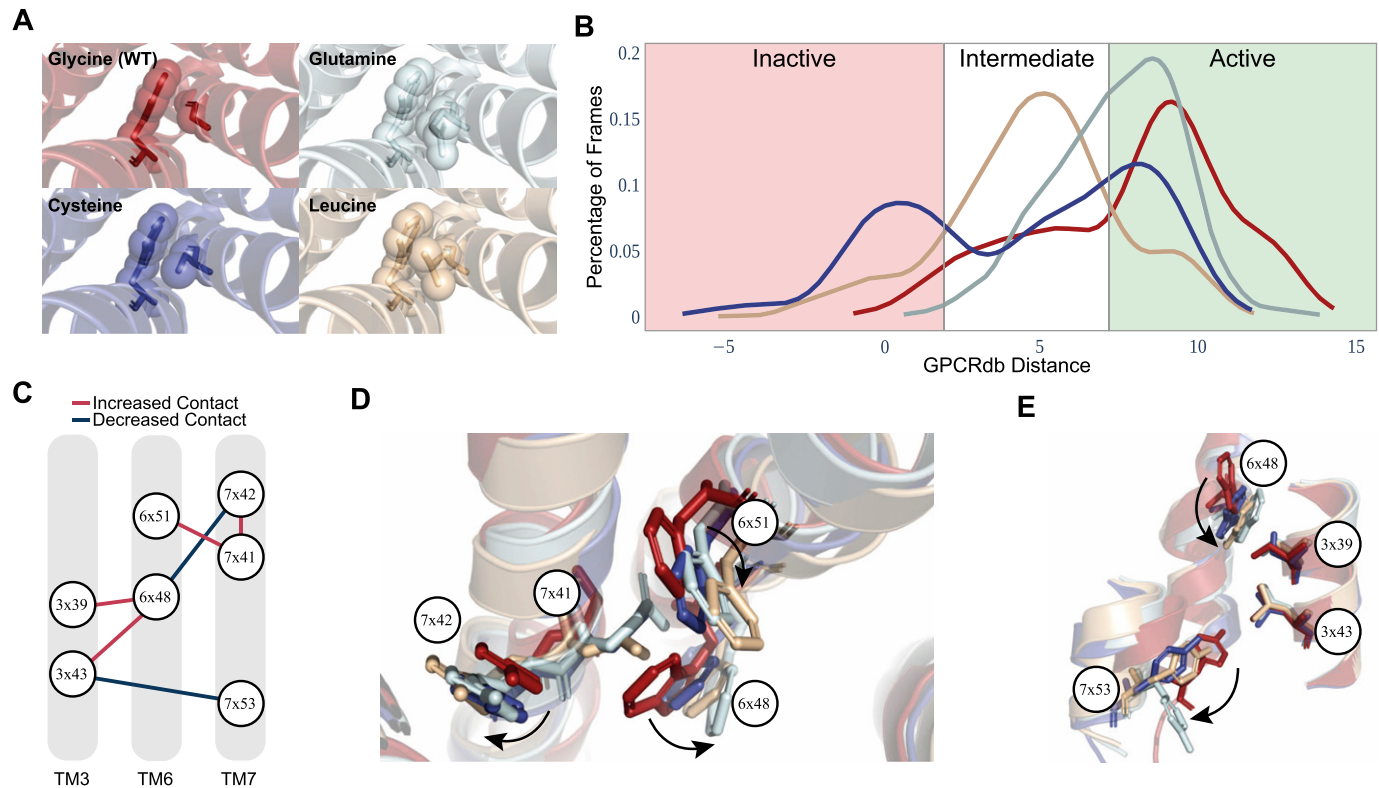 A
Glycine (WT)
Glutamine
Cysteine
Leucine
B
Inactive
Intermediate
Active
0.2
0.15
0.1
0.05
0
Percentage of Frames
−5
0
5
10
15
GPCRdb Distance
C
Increased Contact
Decreased Contact
7x42
6x51
7x41
3x39
6x48
3x43
7x53
TM3
TM6
TM7
D
6x51
7x41
7x42
6x48
E
6x48
3x39
3x43
7x53